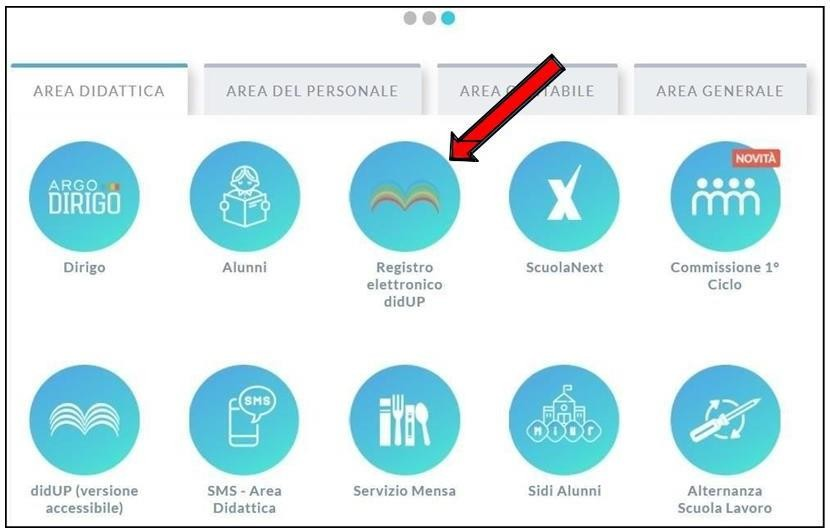 AREA DIDATTICA
AREA DEL PERSONALE
AREA
TABILE
AREA GENERALE
ARGO
DIRIGO
NOVITÀ
Dirigo
Alunni
Registro
elettronico
didUP
ScuolaNext
Commissione 1°
Ciclo
SMS
MIUR
didUP (versione
accessibile)
SMS - Area
Didattica
Servizio Mensa
Sidi Alunni
Alternanza
Scuola Lavoro